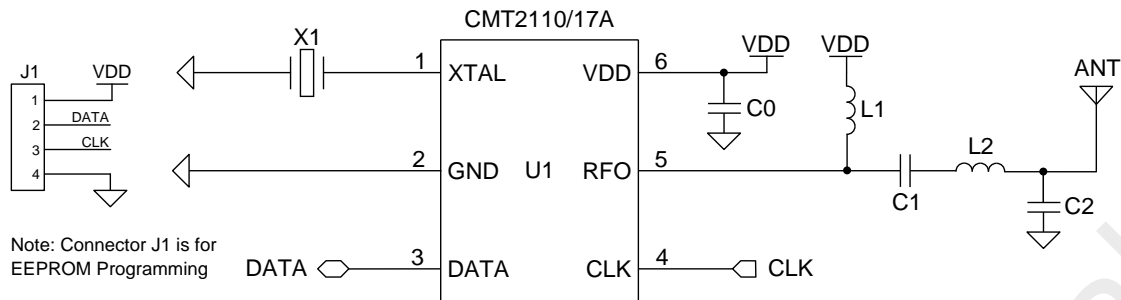 CMT2110/17A
X1
J1
VDD
1
2
DATA
3
CLK
4
Note: Connector J1 is for
EEPROM Programming
1
XTAL
2
GND
3
DATA
DATA
U1
VDD
6
VDD
C0
RFO
5
VDD
L1
C1
L2
ANT
C2
CLK
4
CLK